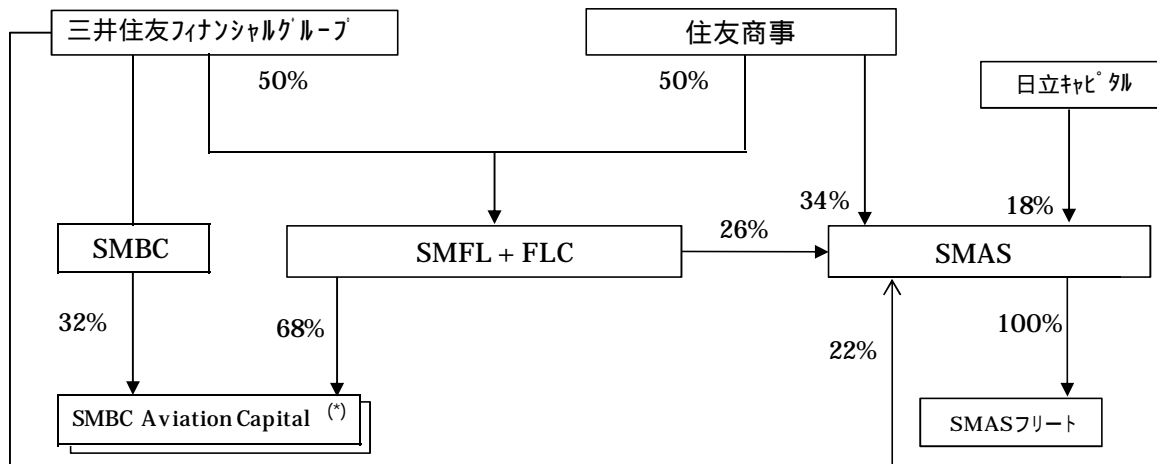 三井住友ﾌｨﾅﾝｼｬﾙｸﾞﾙｰﾌﾟ
住友商事
50%
50%
日立ｷｬﾋﾟﾀﾙ
34%
18%
SMBC
SMFL + FLC
26%
SMAS
32%
68%
22%
100%
SMBC Aviation Capital (*)
SMASフリート